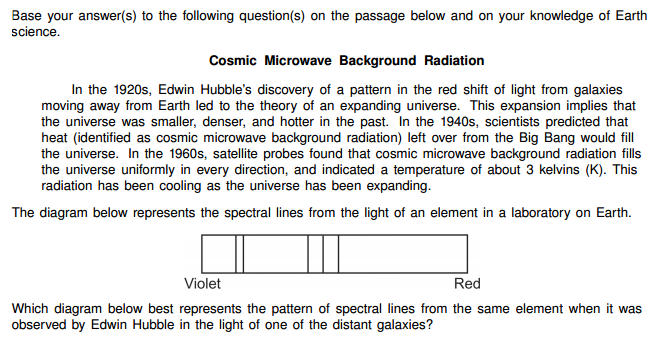 Base your answer(s) to the following question(s) on the passage below and on your knowledge of Earth
science.
Cosmic Microwave Background Radiation
In the 1920s, Edwin Hubble's discovery of a pattern in the red shift of light from galaxies
moving away from Earth led to the theory of an expanding universe. This expansion implies that
the universe was smaller, denser, and hotter in the past. In the 1940s, scientists predicted that
heat (identified as cosmic microwave background radiation) left over from the Big Bang would fill
the universe. In the 1960s, satellite probes found that cosmic microwave background radiation fills
the universe uniformly in every direction, and indicated a temperature of about 3 kelvins (K). This
radiation has been cooling as the universe has been expanding.
The diagram below represents the spectral lines from the light of an element in a laboratory on Earth.
Violet Red
Which diagram below best represents the pattern of spectral lines from the same element when it was
observed by Edwin Hubble in the light of one of the distant galaxies?